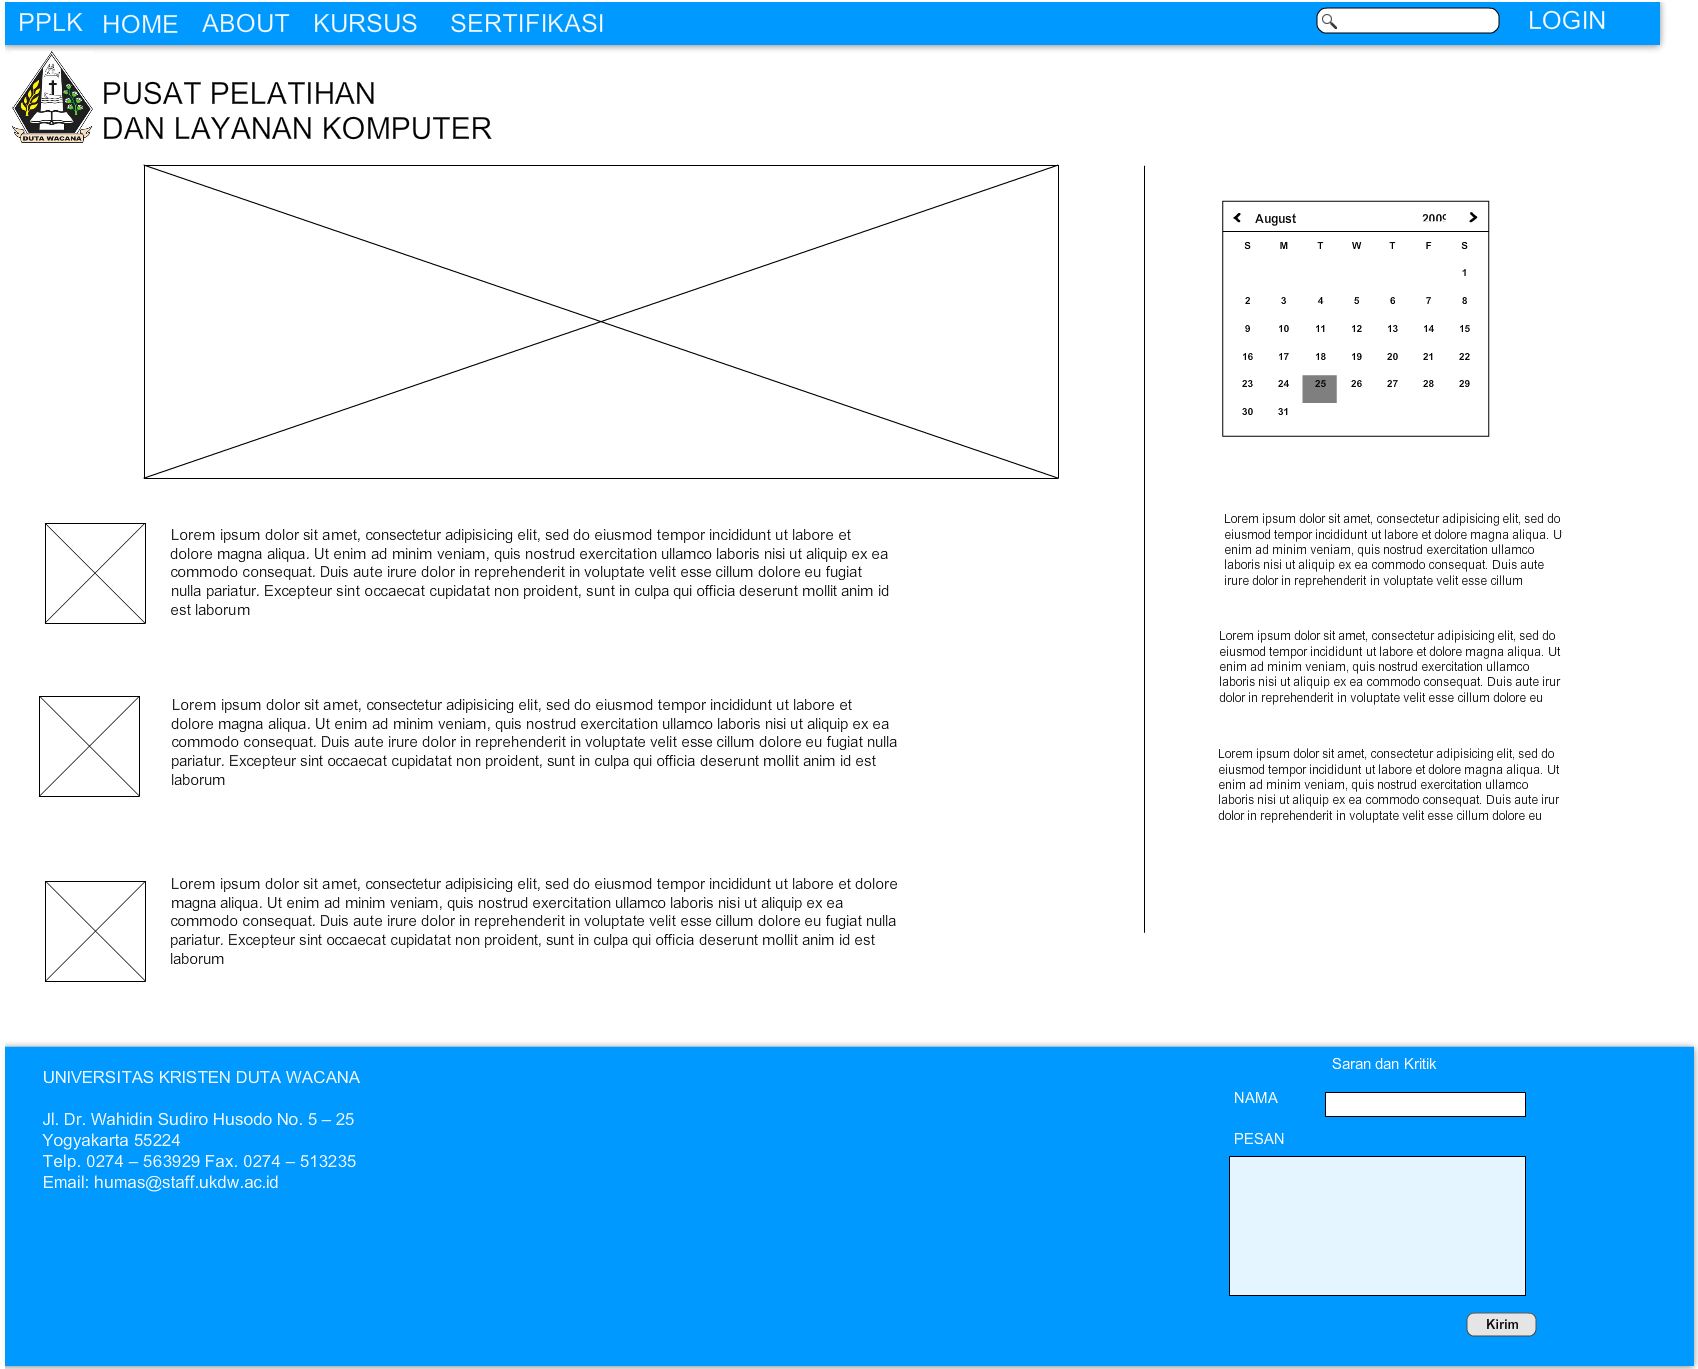 PPLK HOME ABOUT KURSUS SERTIFIKASI LOGIN
DUTA WACANA
PUSAT PELATIHAN
DAN LAYANAN KOMPUTER
August 2009
S M T W T F S
1
2 3 4 5 6 7 8
9 10 11 12 13 14 15
16 17 18 19 20 21 22
23 24 25 26 27 28 29
30 31
Lorem ipsum dolor sit amet, consectetur adipisicing elit, sed do eiusmod tempor incididunt ut labore et
dolore magna aliqua. Ut enim ad minim veniam, quis nostrud exercitation ullamco laboris nisi ut aliquip ex ea
commodo consequat. Duis aute irure dolor in reprehenderit in voluptate velit esse cillum dolore eu fugiat
nulla pariatur. Excepteur sint occaecat cupidatat non proident, sunt in culpa qui officia deserunt mollit anim id
est laborum
Lorem ipsum dolor sit amet, consectetur adipisicing elit, sed do eiusmod tempor incididunt ut labore et
dolore magna aliqua. Ut enim ad minim veniam, quis nostrud exercitation ullamco laboris nisi ut aliquip ex ea
commodo consequat. Duis aute irure dolor in reprehenderit in voluptate velit esse cillum dolore eu fugiat nulla
pariatur. Excepteur sint occaecat cupidatat non proident, sunt in culpa qui officia deserunt mollit anim id est
laborum
Lorem ipsum dolor sit amet, consectetur adipisicing elit, sed do eiusmod tempor incididunt ut labore et dolore
magna aliqua. Ut enim ad minim veniam, quis nostrud exercitation ullamco laboris nisi ut aliquip ex ea
commodo consequat. Duis aute irure dolor in reprehenderit in voluptate velit esse cillum dolore eu fugiat nulla
pariatur. Excepteur sint occaecat cupidatat non proident, sunt in culpa qui officia deserunt mollit anim id est
laborum
Lorem ipsum dolor sit amet, consectetur adipisicing elit, sed do
eiusmod tempor incididunt ut labore et dolore magna aliqua. U
enim ad minim veniam, quis nostrud exercitation ullamco
laboris nisi ut aliquip ex ea commodo consequat. Duis aute
irure dolor in reprehenderit in voluptate velit esse cillum
Lorem ipsum dolor sit amet, consectetur adipisicing elit, sed do
eiusmod tempor incididunt ut labore et dolore magna aliqua. Ut
enim ad minim veniam, quis nostrud exercitation ullamco
laboris nisi ut aliquip ex ea commodo consequat. Duis aute irur
dolor in reprehenderit in voluptate velit esse cillum dolore eu
Lorem ipsum dolor sit amet, consectetur adipisicing elit, sed do
eiusmod tempor incididunt ut labore et dolore magna aliqua. Ut
enim ad minim veniam, quis nostrud exercitation ullamco
laboris nisi ut aliquip ex ea commodo consequat. Duis aute irur
dolor in reprehenderit in voluptate velit esse cillum dolore eu
UNIVERSITAS KRISTEN DUTA WACANA
Jl. Dr. Wahidin Sudiro Husodo No. 5 – 25
Yogyakarta 55224
Telp. 0274 – 563929 Fax. 0274 – 513235
Email: humas@staff.ukdw.ac.id
Saran dan Kritik
NAMA
PESAN
Kirim